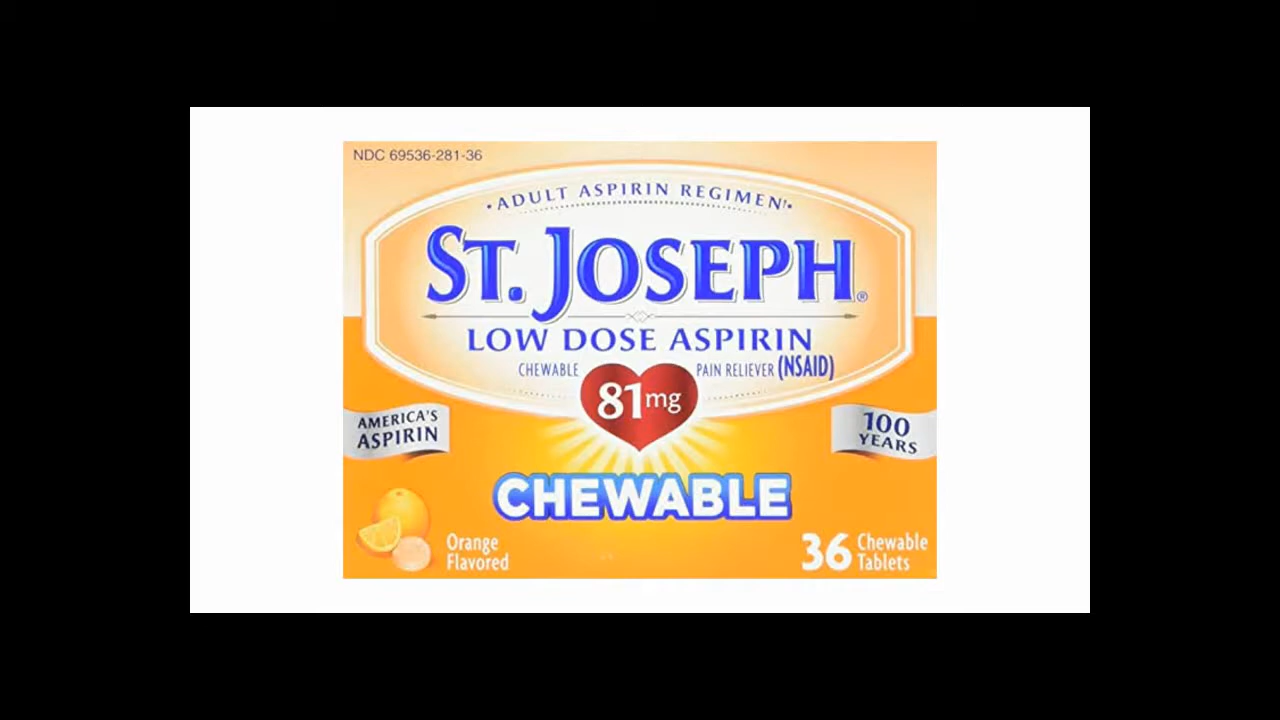 NDC 69536-281-36
•ADULT ASPIRIN REGIMEN†•
ST. JOSEPH®
LOW DOSE ASPIRIN
CHEWABLE
PAIN RELIEVER (NSAID)
81mg
AMERICA'S
ASPIRIN
100
YEARS
CHEWABLE
Orange
Flavored
36 Chewable
Tablets